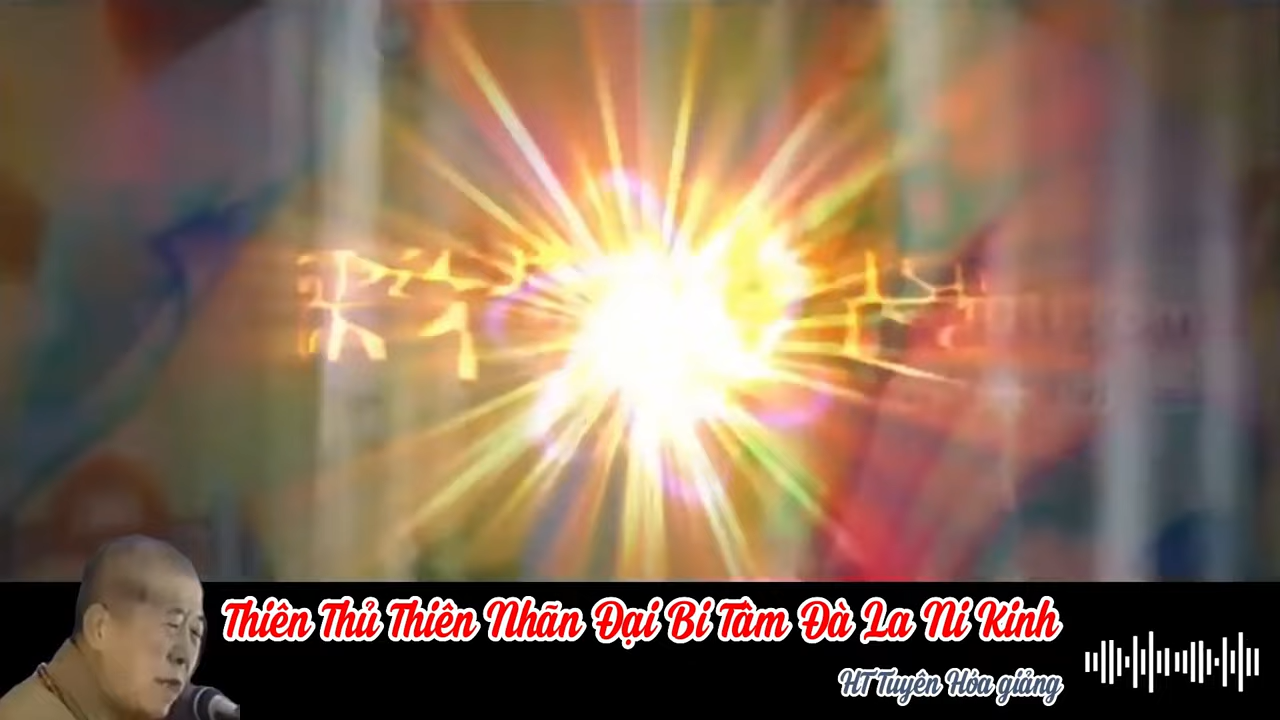 Thiên Thủ Thiên Nhãn Đại Bi Tâm Đà La Ni Kinh
HT Tuyên Hóa giảng